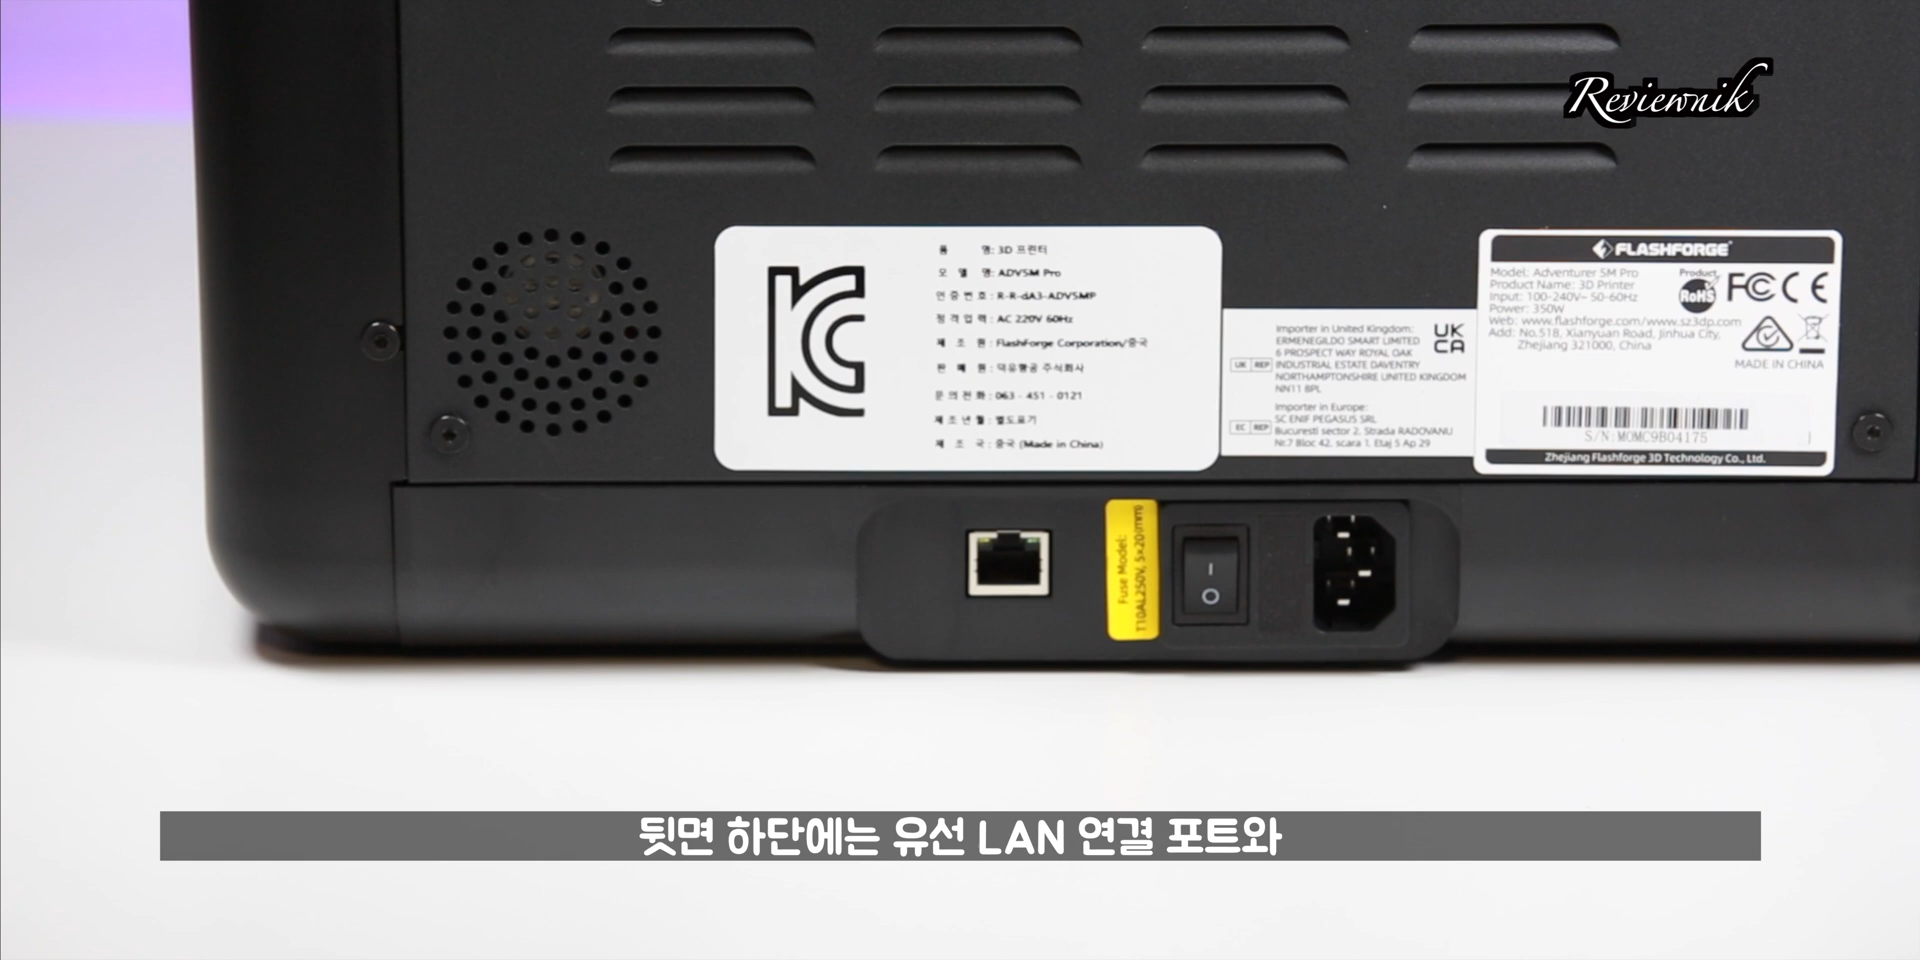 Reviewnik
품 명: 3D 프린터
모 델 명: ADV5M Pro
인증번호: R-R-dA3-ADV5MP
정격입력: AC 220V 60Hz
제 조 원: FlashForge Corporation/중국
판 매 원: 덕유항공 주식회사
문의전화: 063 - 451 - 0121
제조년월: 별도표기
제 조 국: 중국 (Made in China)
Importer in United Kingdom:
ERMENEGILDO SMART LIMITED
6 PROSPECT WAY ROYAL OAK
INDUSTRIAL ESTATE DAVENTRY
NORTHAMPTONSHIRE UNITED KINGDOM
NN11 8PL
UK REP
UK
CA
Importer in Europe:
SC ENIF PEGASUS SRL
Bucuresti sector 2, Strada RADOVANU
Nr.7 Bloc 42, scara 1. Etaj 5 Ap 29
EC REP
FLASHFORGE
Model: Adventurer 5M Pro
Product Name: 3D Printer
Input: 100-240V~ 50-60Hz
Power: 350W
Web: www.flashforge.com/www.sz3dp.com
Add: No.518, Xianyuan Road, Jinhua City,
Zhejiang 321000, China
Product
RoHS
FC CE
MADE IN CHINA
S/N:MOMC9B04175
Zhejiang Flashforge 3D Technology Co., Ltd.
Fuse Model:
T10AL250V, 5×20(mm)
뒷면 하단에는 유선 LAN 연결 포트와